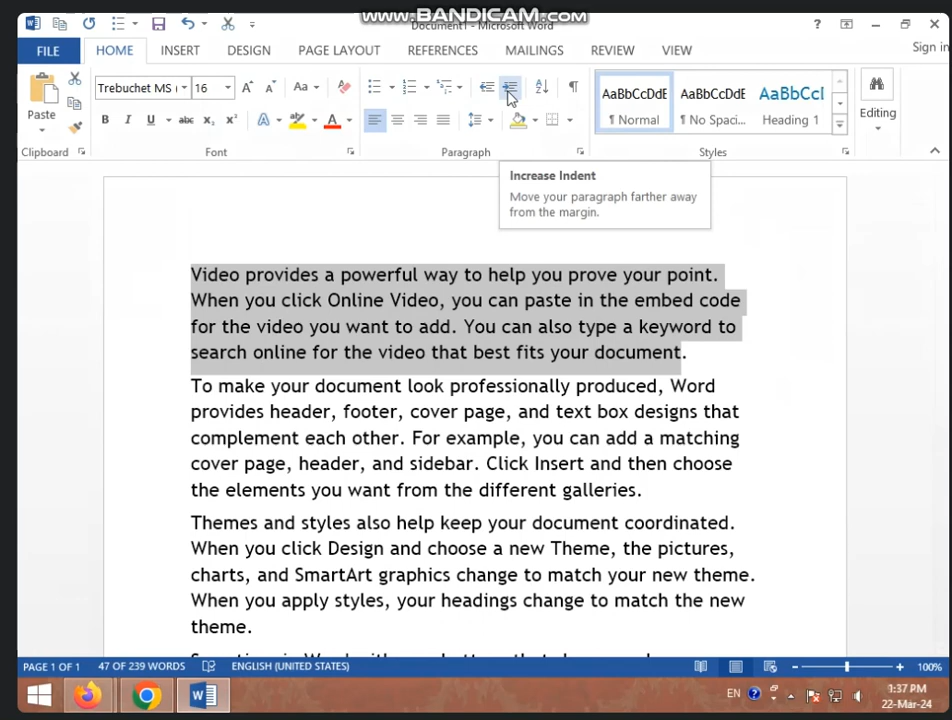 www.BANDICAM.com
Document1 - Microsoft Word
Sign in
FILE HOME INSERT DESIGN PAGE LAYOUT REFERENCES MAILINGS REVIEW VIEW
Trebuchet MS ( 16
Aa
Paste
B I U abc X₂ X²
AaBbCcDdE AaBbCcDdE AaBbCcI
¶ Normal ¶ No Spaci... Heading 1
Editing
Clipboard Font Paragraph Styles
Increase Indent
Move your paragraph farther away
from the margin.
Video provides a powerful way to help you prove your point.
When you click Online Video, you can paste in the embed code
for the video you want to add. You can also type a keyword to
search online for the video that best fits your document.
To make your document look professionally produced, Word
provides header, footer, cover page, and text box designs that
complement each other. For example, you can add a matching
cover page, header, and sidebar. Click Insert and then choose
the elements you want from the different galleries.
Themes and styles also help keep your document coordinated.
When you click Design and choose a new Theme, the pictures,
charts, and SmartArt graphics change to match your new theme.
When you apply styles, your headings change to match the new
theme.
PAGE 1 OF 1 47 OF 239 WORDS ENGLISH (UNITED STATES) 100%
EN 1:37 PM
22-Mar-24